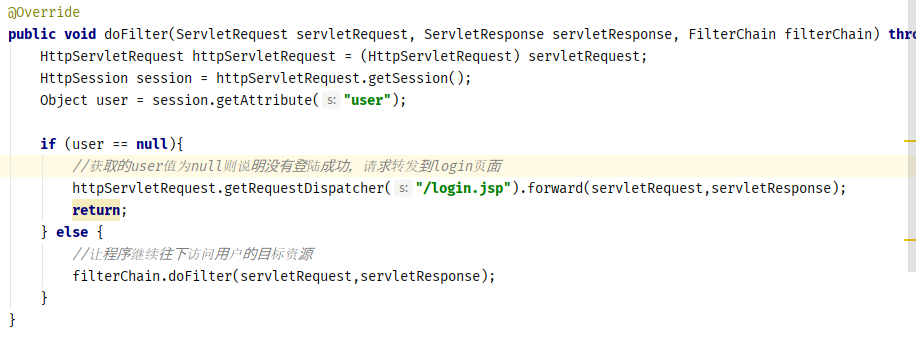 @Override
public void doFilter(ServletRequest servletRequest, ServletResponse servletResponse, FilterChain filterChain) thro
HttpServletRequest httpServletRequest = (HttpServletRequest) servletRequest;
HttpSession session = httpServletRequest.getSession();
Object user = session.getAttribute( s: "user");
if (user == null){
//获取的user值为null则说明没有登陆成功, 请求转发到login页面
httpServletRequest.getRequestDispatcher( s: "/login.jsp").forward(servletRequest,servletResponse);
return;
} else {
//让程序继续往下访问用户的目标资源
filterChain.doFilter(servletRequest,servletResponse);
}
}